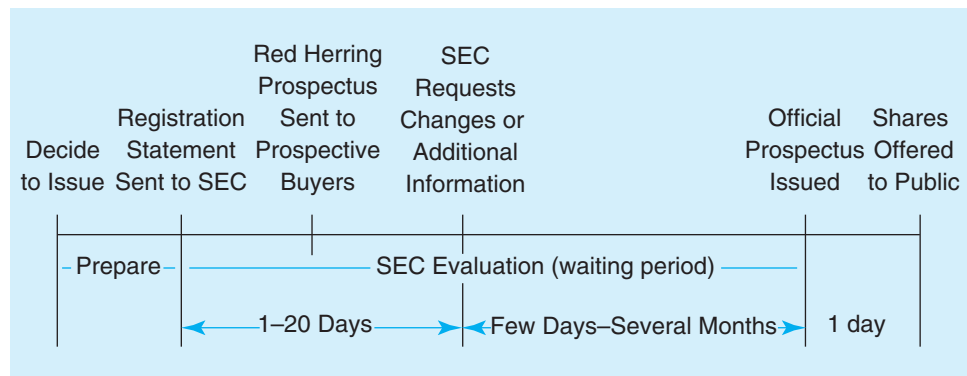 Decide
to Issue
Registration
Statement
Sent to SEC
Red Herring
Prospectus
Sent to
Prospective
Buyers
SEC
Requests
Changes or
Additional
Information
Official
Prospectus
Issued
Shares
Offered
to Public
Prepare
SEC Evaluation (waiting period)
1–20 Days
Few Days–Several Months
1 day